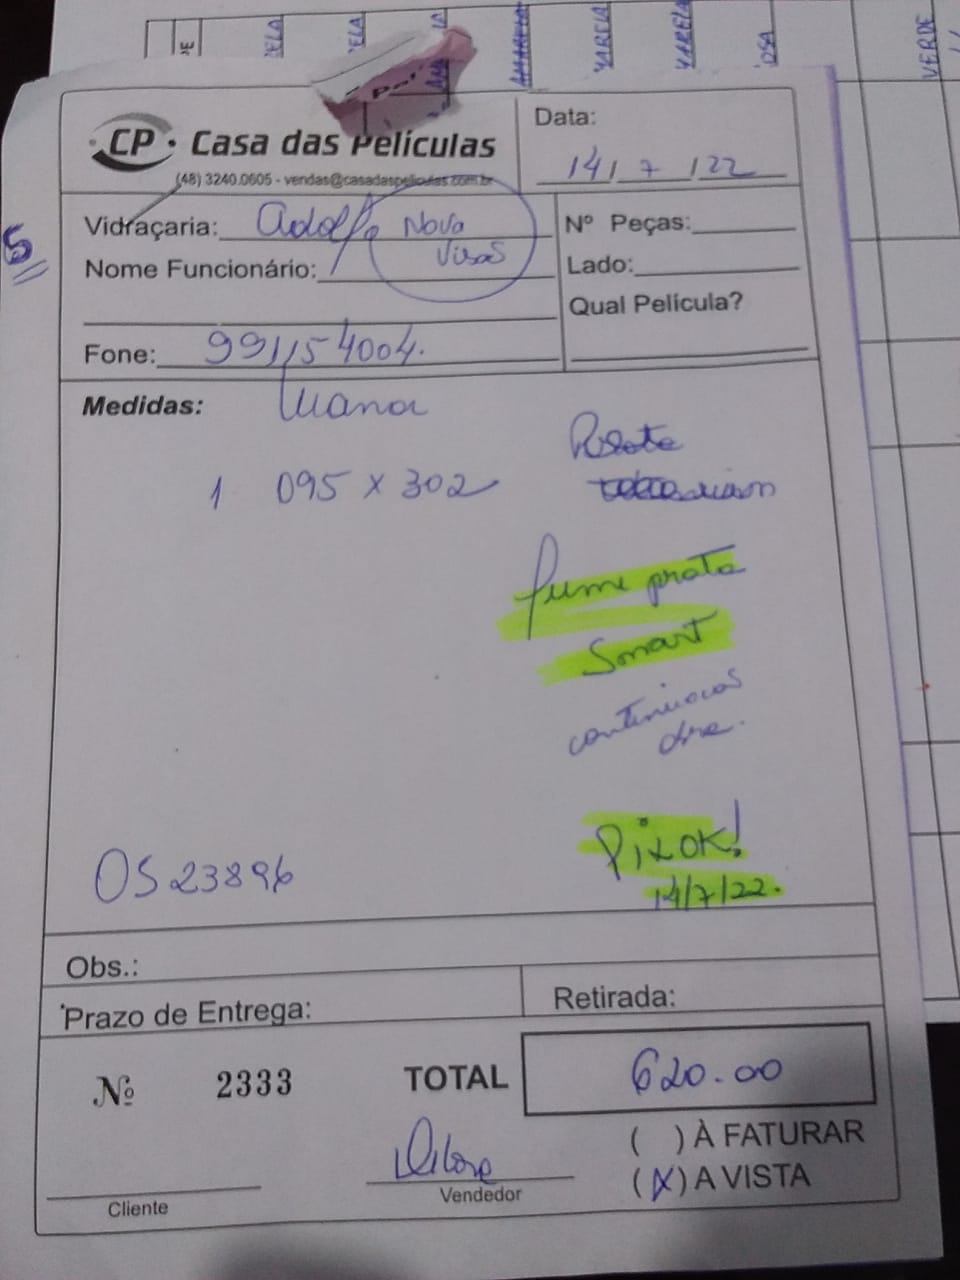 CP · Casa das Películas
(48) 3240.0605 - vendas@casadaspeliculas.com.br
Data:
14/7/22
5
Vidraçaria: Adolfo Nova
Visão
Nome Funcionário:
Fone: 991154004.
Nº Peças:
Lado:
Qual Película?
Medidas: Luana
1 095 x 302
fume prata
Smart
Pix OK!
14/7/22.
OS 23896
Obs.:
Prazo de Entrega:
Retirada:
Nº 2333
TOTAL 620.00
( ) À FATURAR
(X) A VISTA
Cliente
Vendedor
VERDE